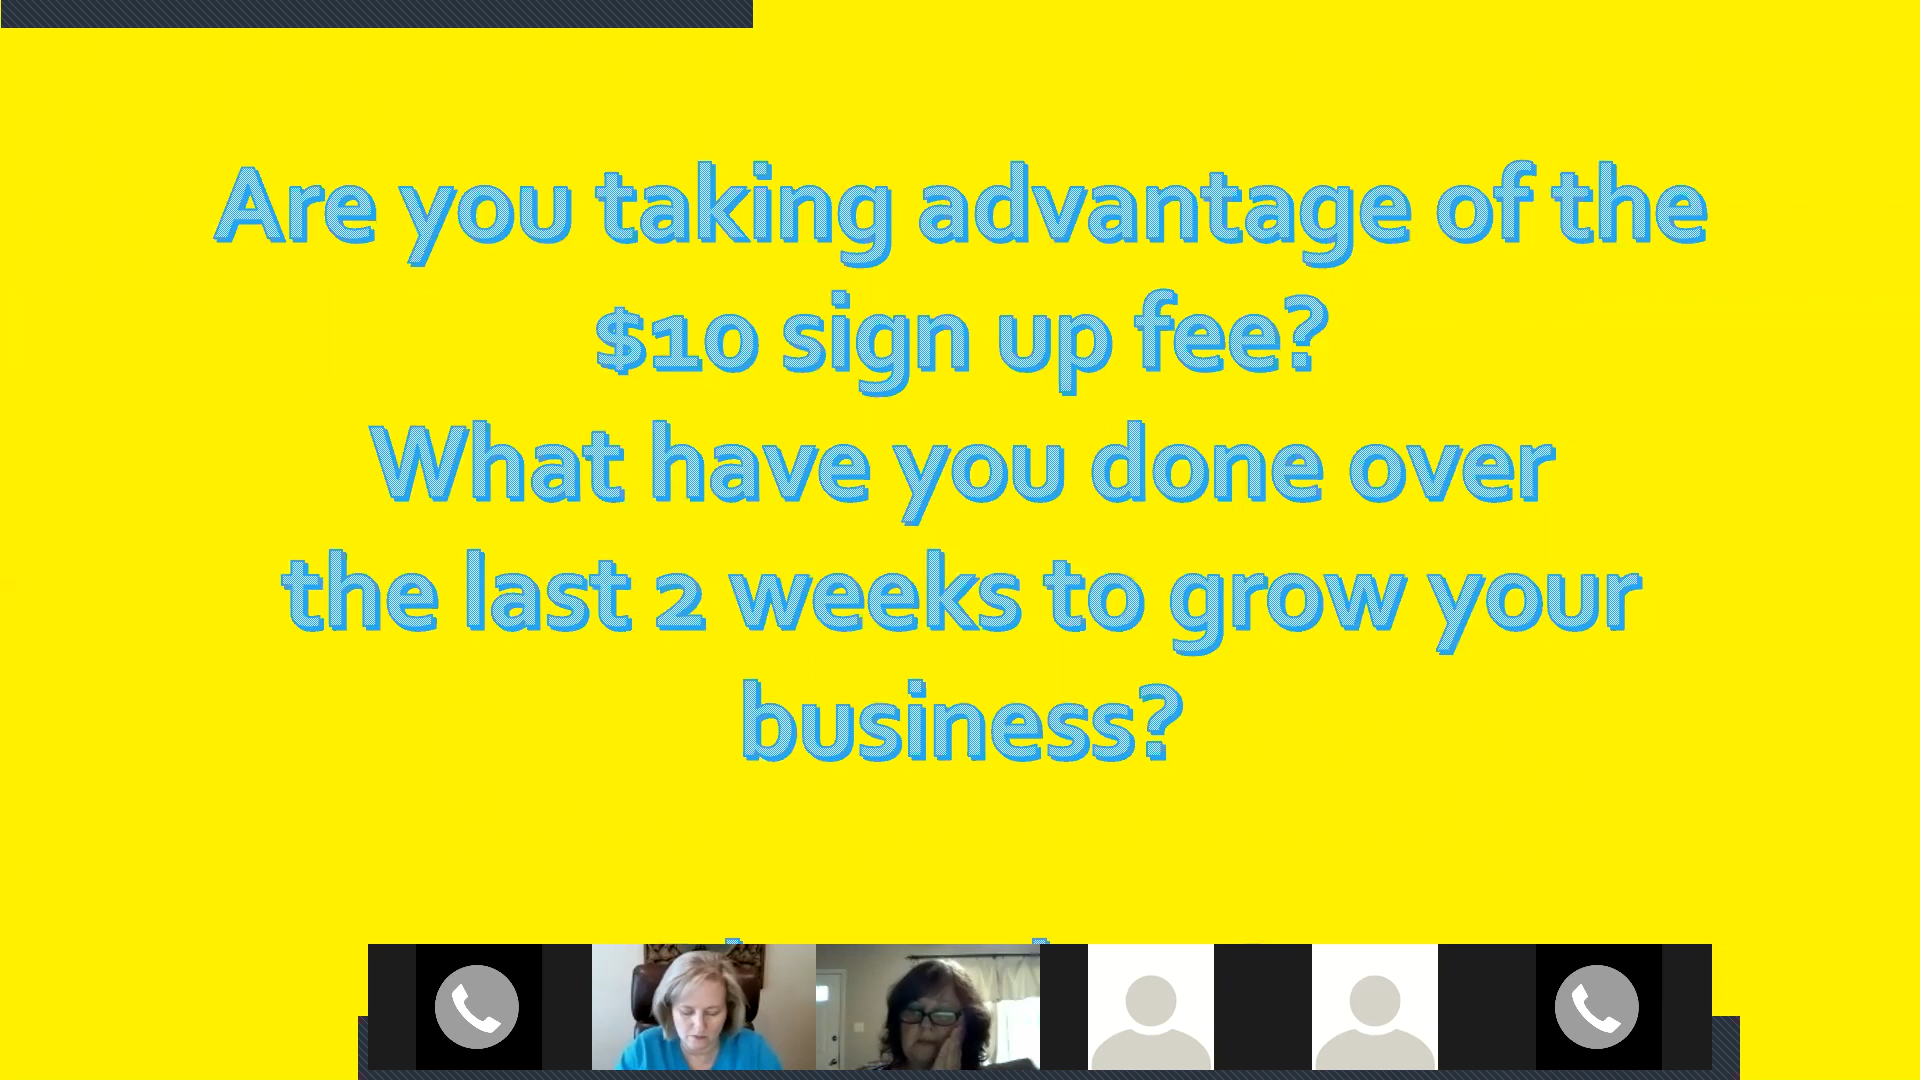 Are you taking advantage of the
$10 sign up fee?
What have you done over
the last 2 weeks to grow your
business?